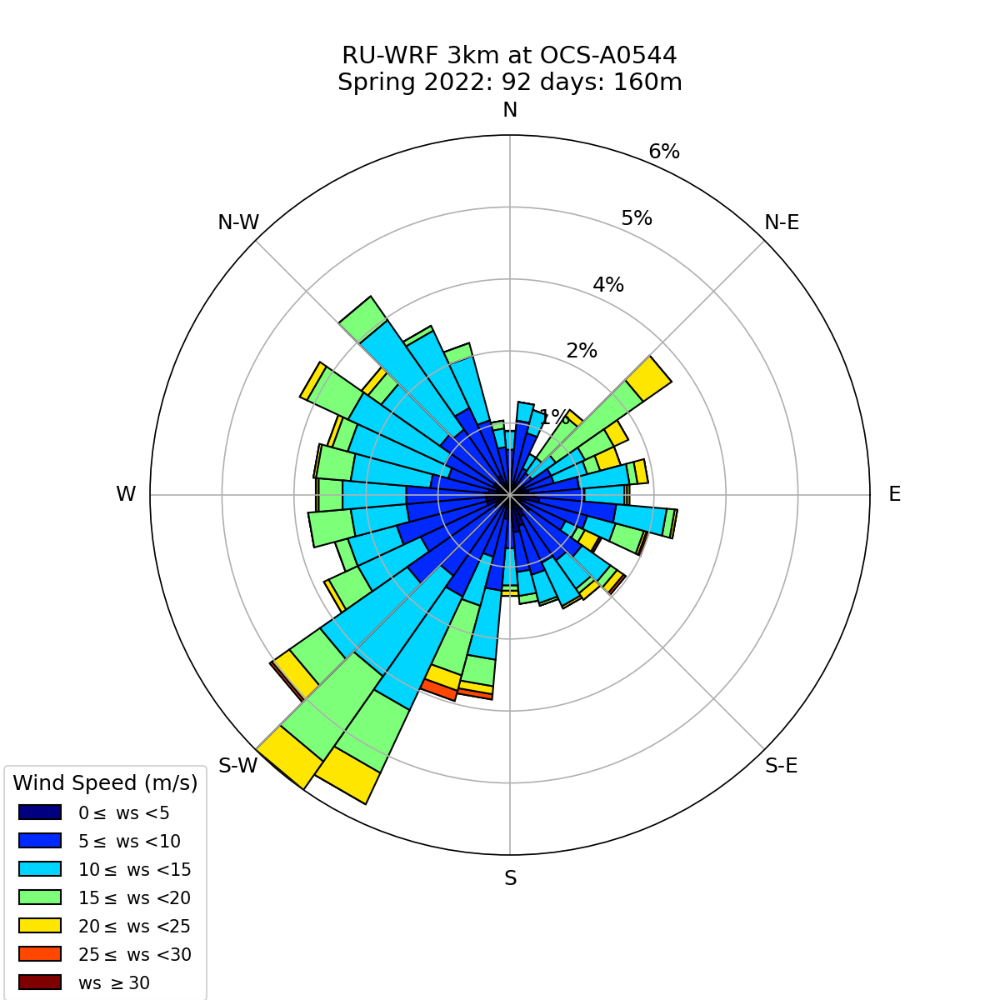 RU-WRF 3km at OCS-A0544
Spring 2022: 92 days: 160m
N
6%
N-W
N-E
5%
4%
2%
1%
W
E
S-W
S-E
S
Wind Speed (m/s)
0≤ ws <5
5≤ ws <10
10≤ ws <15
15≤ ws <20
20≤ ws <25
25≤ ws <30
ws ≥30